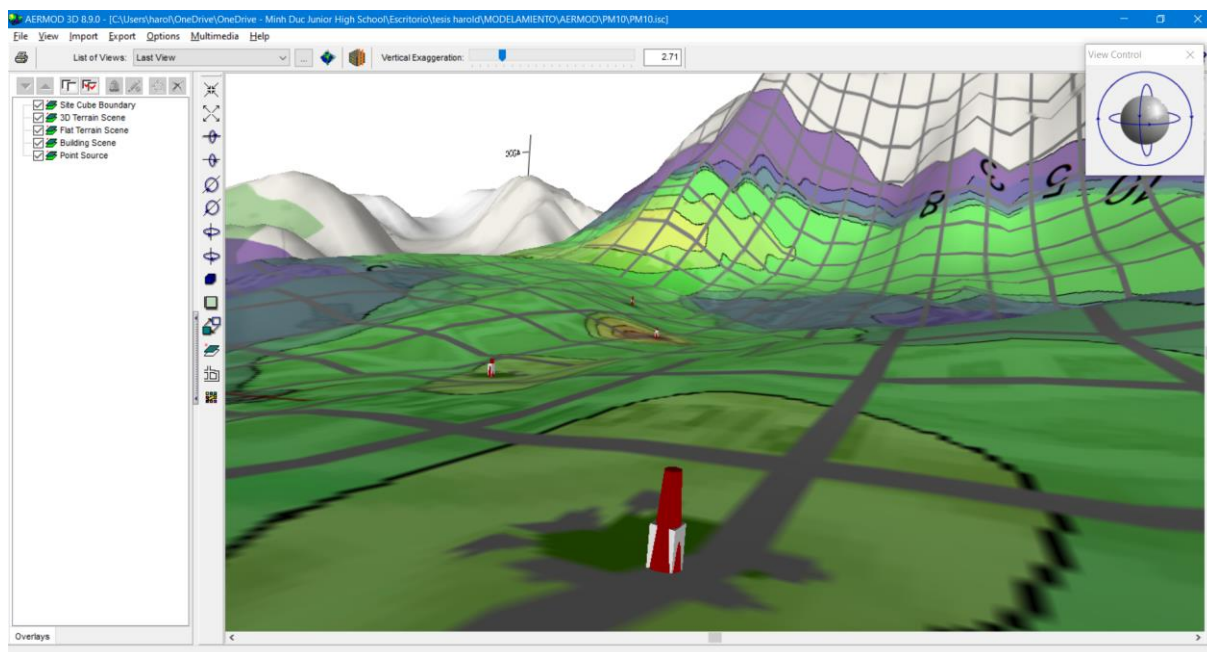 AERMOD 3D 8.9.0 - [C:\Users\harol\OneDrive\OneDrive - Minh Duc Junior High School\Escritorio\tesis harold\MODELAMIENTO\AERMOD\PM10\PM10.isc]
File View Import Export Options Multimedia Help
List of Views: Last View ... Vertical Exaggeration: 2.71
View Control
Site Cube Boundary
3D Terrain Scene
Flat Terrain Scene
Building Scene
Point Source
8
Overlays